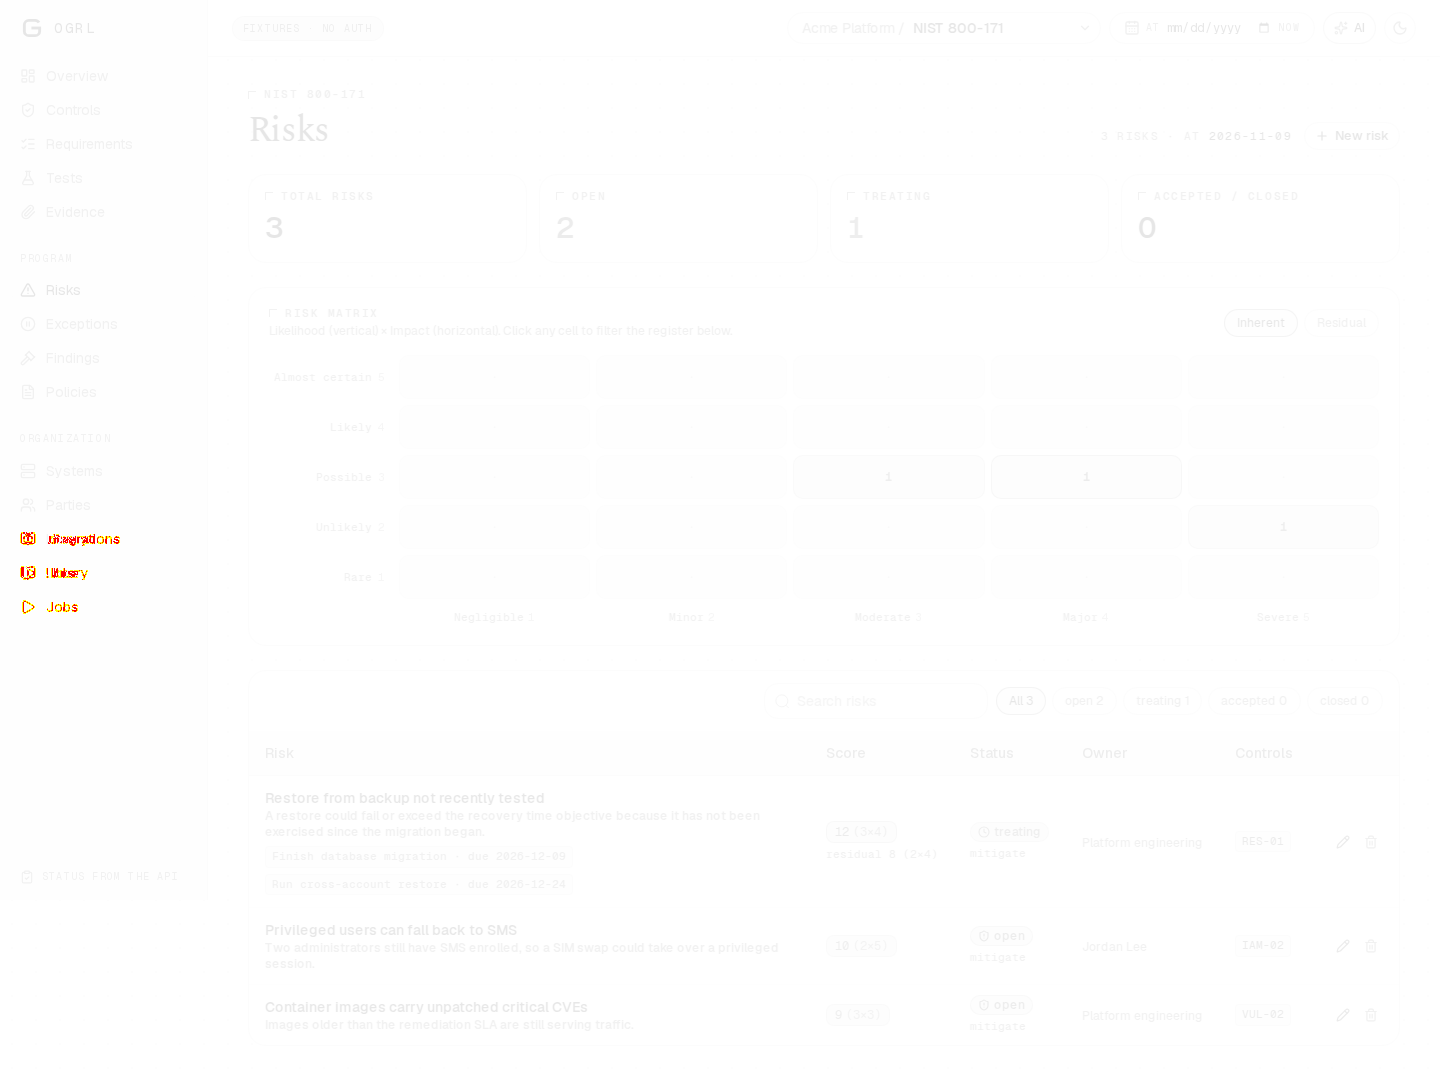 OGRL
FIXTURES NO AUTH
Acme Platform / NIST 800-171
AT mm/dd/yyyy NOW
AI
Overview
Controls
Requirements
Tests
Evidence
PROGRAM
Risks
Exceptions
Findings
Policies
ORGANIZATION
Systems
Parties
Jobs
STATUS FROM THE API
NIST 800-171
Risks
3 RISKS · AT 2026-11-09
New risk
TOTAL RISKS
3
OPEN
2
TREATING
1
ACCEPTED / CLOSED
0
RISK MATRIX
Likelihood (vertical) × impact (horizontal). Click any cell to filter the register below.
Inherent
Residual
Almost certain 5
Likely 4
Possible 3
1
1
Unlikely 2
1
Rare 1
Negligible 1
Minor 2
Moderate 3
Major 4
Severe 5
Search risks
All 3
open 2
treating 1
accepted 0
closed 0
Risk
Score
Status
Owner
Controls
Restore from backup not recently tested
A restore could fail or exceed the recovery time objective because it has not been
exercised since the migration began.
Finish database migration · due 2026-12-09
Run cross-account restore · due 2026-12-24
12 (3×4)
residual 8 (2×4)
treating
mitigate
Platform engineering
RES-01
Privileged users can fall back to SMS
Two administrators still have SMS enrolled, so a SIM swap could take over a privileged
session.
10 (2×5)
open
mitigate
Jordan Lee
IAM-02
Container images carry unpatched critical CVEs
Images older than the remediation SLA are still serving traffic.
9 (3×3)
open
mitigate
Platform engineering
VUL-02